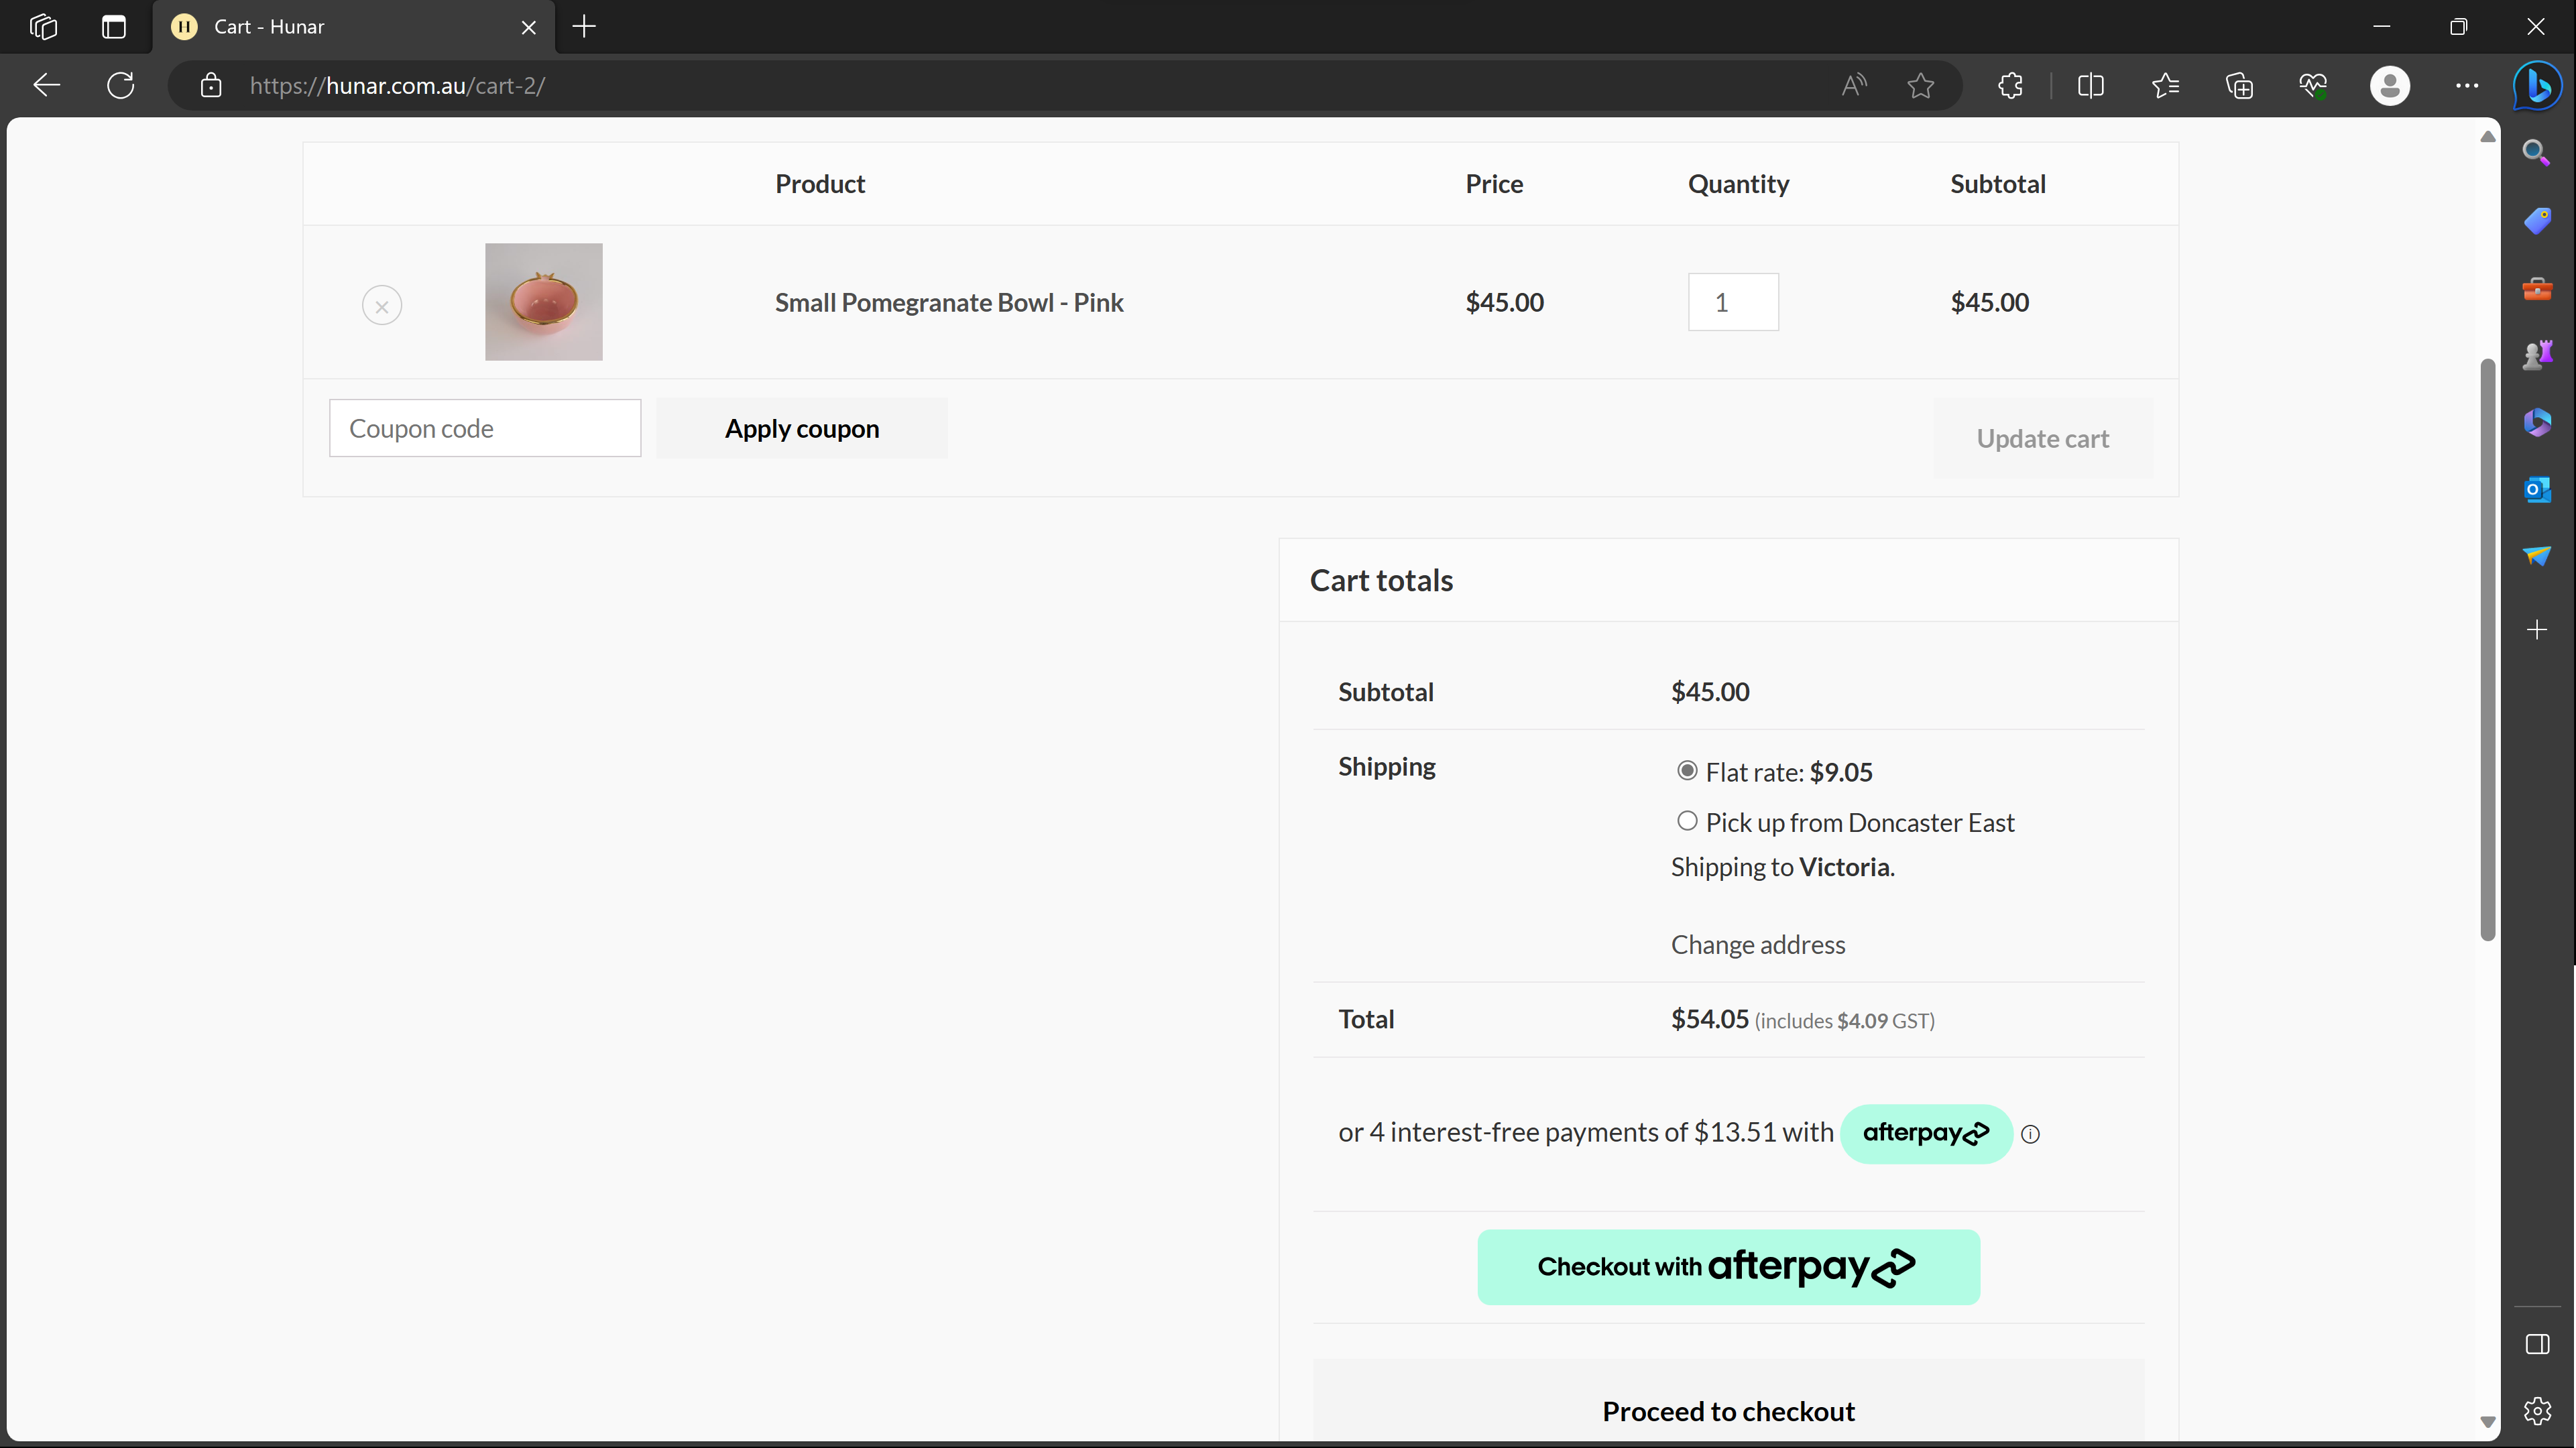 Cart - Hunar
https://hunar.com.au/cart-2/
Product Price Quantity Subtotal
Small Pomegranate Bowl - Pink $45.00 1 $45.00
Coupon code Apply coupon Update cart
Cart totals
Subtotal $45.00
Shipping Flat rate: $9.05
Pick up from Doncaster East
Shipping to Victoria.
Change address
Total $54.05 (includes $4.09 GST)
or 4 interest-free payments of $13.51 with afterpay
Checkout with afterpay
Proceed to checkout